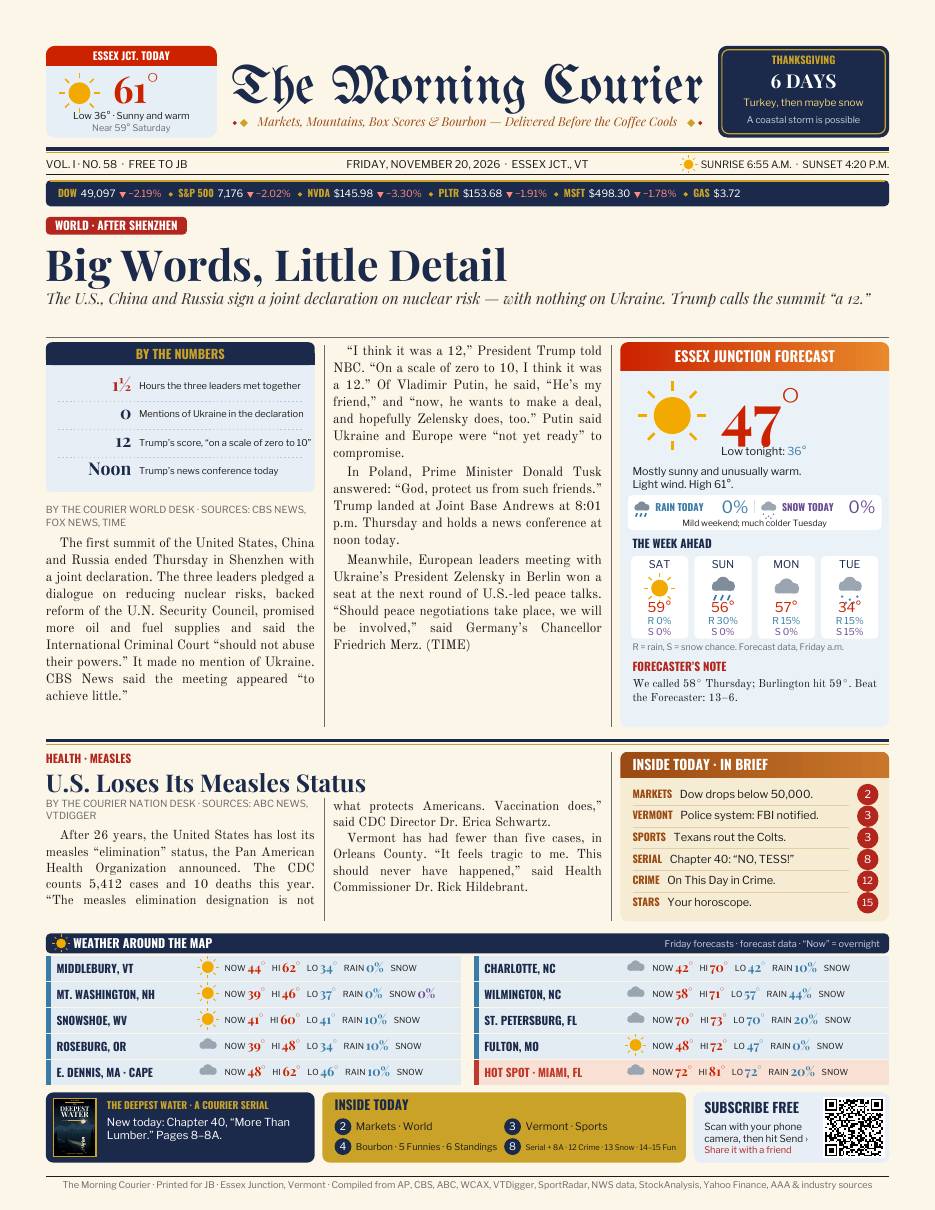 ESSEX JCT. TODAY
61°
Low 36° · Sunny and warm
Near 59° Saturday
The Morning Courier
Markets, Mountains, Box Scores & Bourbon — Delivered Before the Coffee Cools
THANKSGIVING
6 DAYS
Turkey, then maybe snow
A coastal storm is possible
VOL. I · NO. 58 · FREE TO JB
FRIDAY, NOVEMBER 20, 2026 · ESSEX JCT., VT
SUNRISE 6:55 A.M. · SUNSET 4:20 P.M.
DOW 49,097 ▼ −2.19% ◆ S&P 500 7,176 ▼ −2.02% ◆ NVDA $145.98 ▼ −3.30% ◆ PLTR $153.68 ▼ −1.91% ◆ MSFT $498.30 ▼ −1.78% ◆ GAS $3.72
WORLD · AFTER SHENZHEN
Big Words, Little Detail
The U.S., China and Russia sign a joint declaration on nuclear risk — with nothing on Ukraine. Trump calls the summit “a 12.”
BY THE NUMBERS
1½ Hours the three leaders met together
0 Mentions of Ukraine in the declaration
12 Trump’s score, “on a scale of zero to 10”
Noon Trump’s news conference today
BY THE COURIER WORLD DESK · SOURCES: CBS NEWS,
FOX NEWS, TIME
The first summit of the United States, China
and Russia ended Thursday in Shenzhen with
a joint declaration. The three leaders pledged a
dialogue on reducing nuclear risks, backed
reform of the U.N. Security Council, promised
more oil and fuel supplies and said the
International Criminal Court “should not abuse
their powers.” It made no mention of Ukraine.
CBS News said the meeting appeared “to
achieve little.”
“I think it was a 12,” President Trump told
NBC. “On a scale of zero to 10, I think it was
a 12.” Of Vladimir Putin, he said, “He’s my
friend,” and “now, he wants to make a deal,
and hopefully Zelensky does, too.” Putin said
Ukraine and Europe were “not yet ready” to
compromise.
In Poland, Prime Minister Donald Tusk
answered: “God, protect us from such friends.”
Trump landed at Joint Base Andrews at 8:01
p.m. Thursday and holds a news conference at
noon today.
Meanwhile, European leaders meeting with
Ukraine’s President Zelensky in Berlin won a
seat at the next round of U.S.-led peace talks.
“Should peace negotiations take place, we will
be involved,” said Germany’s Chancellor
Friedrich Merz. (TIME)
ESSEX JUNCTION FORECAST
47°
Low tonight: 36°
Mostly sunny and unusually warm.
Light wind. High 61°.
RAIN TODAY 0% SNOW TODAY 0%
Mild weekend; much colder Tuesday
THE WEEK AHEAD
SAT SUN MON TUE
59° 56° 57° 34°
R 0% R 30% R 15% R 15%
S 0% S 0% S 0% S 15%
R = rain, S = snow chance. Forecast data, Friday a.m.
FORECASTER’S NOTE
We called 58° Thursday; Burlington hit 59°. Beat
the Forecaster: 13–6.
HEALTH · MEASLES
U.S. Loses Its Measles Status
BY THE COURIER NATION DESK · SOURCES: ABC NEWS,
VTDIGGER
After 26 years, the United States has lost its
measles “elimination” status, the Pan American
Health Organization announced. The CDC
counts 5,412 cases and 10 deaths this year.
“The measles elimination designation is not
what protects Americans. Vaccination does,”
said CDC Director Dr. Erica Schwartz.
Vermont has had fewer than five cases, in
Orleans County. “It feels tragic to me. This
should never have happened,” said Health
Commissioner Dr. Rick Hildebrant.
INSIDE TODAY · IN BRIEF
MARKETS Dow drops below 50,000. 2
VERMONT Police system: FBI notified. 3
SPORTS Texans rout the Colts. 3
SERIAL Chapter 40: “NO, TESS!” 8
CRIME On This Day in Crime. 12
STARS Your horoscope. 15
WEATHER AROUND THE MAP
Friday forecasts · forecast data · “Now” = overnight
MIDDLEBURY, VT NOW 44° HI 62° LO 34° RAIN 0% SNOW
MT. WASHINGTON, NH NOW 39° HI 46° LO 37° RAIN 0% SNOW 0%
SNOWSHOE, WV NOW 41° HI 60° LO 41° RAIN 10% SNOW
ROSEBURG, OR NOW 39° HI 48° LO 34° RAIN 10% SNOW
E. DENNIS, MA · CAPE NOW 48° HI 62° LO 46° RAIN 10% SNOW
CHARLOTTE, NC NOW 42° HI 70° LO 42° RAIN 10% SNOW
WILMINGTON, NC NOW 58° HI 71° LO 57° RAIN 44% SNOW
ST. PETERSBURG, FL NOW 70° HI 73° LO 70° RAIN 20% SNOW
FULTON, MO NOW 48° HI 72° LO 47° RAIN 0% SNOW
HOT SPOT · MIAMI, FL NOW 72° HI 81° LO 72° RAIN 20% SNOW
DEEPEST
WATER
THE DEEPEST WATER · A COURIER SERIAL
New today: Chapter 40, “More Than
Lumber.” Pages 8–8A.
INSIDE TODAY
2 Markets · World 3 Vermont · Sports
4 Bourbon · 5 Funnies · 6 Standings 8 Serial + 8A · 12 Crime · 13 Snow · 14–15 Fun
SUBSCRIBE FREE
Scan with your phone
camera, then hit Send ›
Share it with a friend
The Morning Courier · Printed for JB · Essex Junction, Vermont · Compiled from AP, CBS, ABC, WCAX, VTDigger, SportRadar, NWS data, StockAnalysis, Yahoo Finance, AAA & industry sources